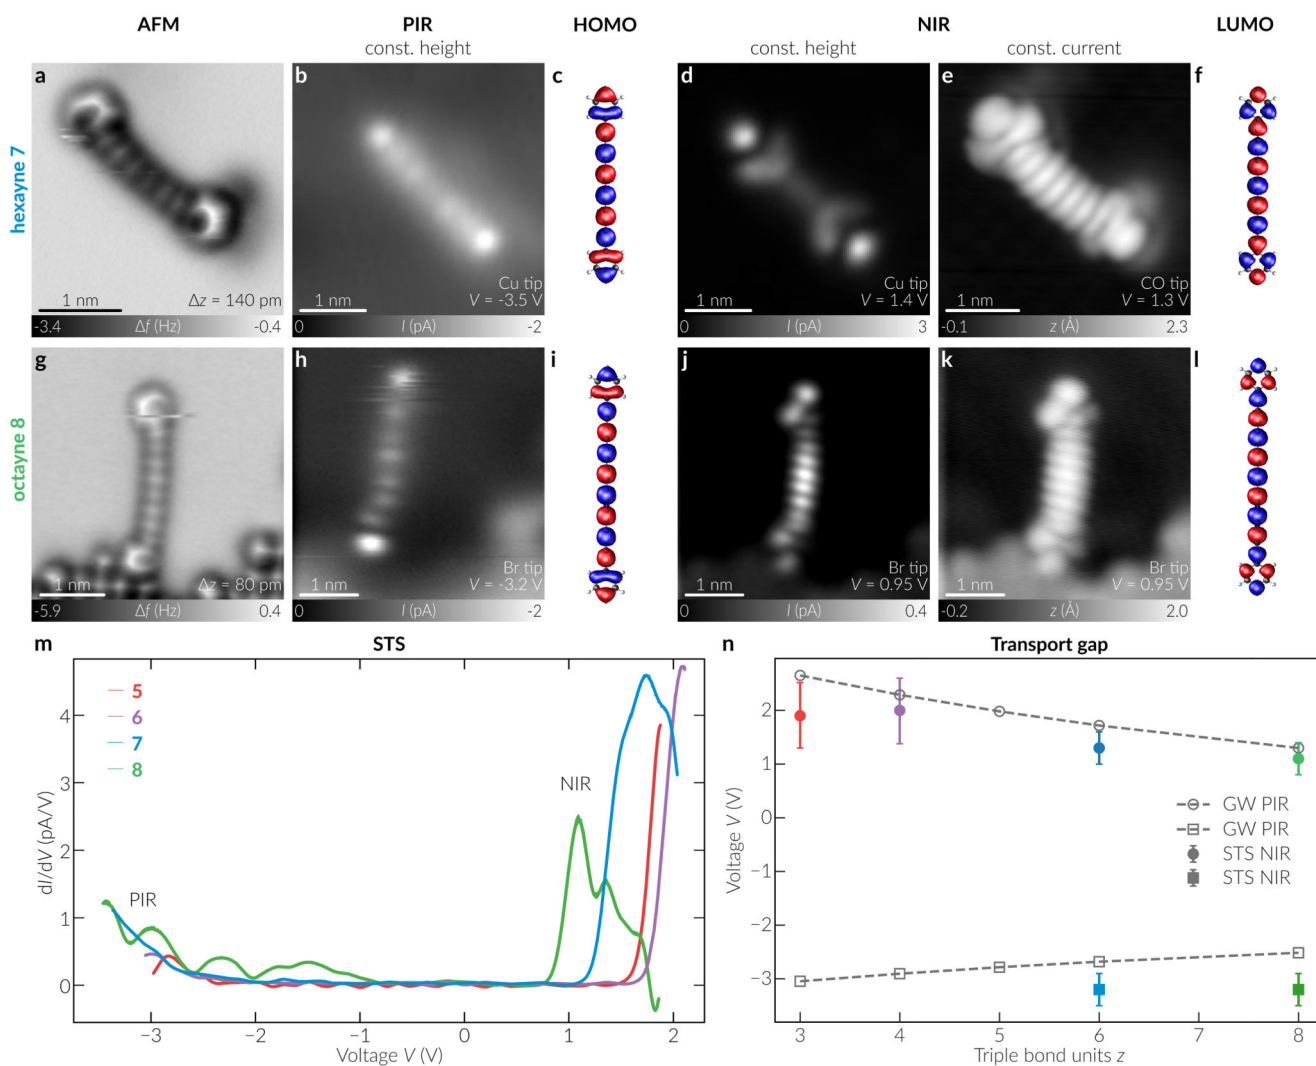 AFM PIR HOMO NIR LUMO
const. height const. height const. current
hexayne 7
a b c d e f
1 nm Δz = 140 pm
-3.4 Δf (Hz) -0.4
1 nm Cu tip
V = -3.5 V
0 I (pA) -2
1 nm Cu tip
V = 1.4 V
0 I (pA) 3
1 nm CO tip
V = 1.3 V
-0.1 z (Å) 2.3
octayne 8
g h i j k l
1 nm Δz = 80 pm
-5.9 Δf (Hz) 0.4
1 nm Br tip
V = -3.2 V
0 I (pA) -2
1 nm Br tip
V = 0.95 V
0 I (pA) 0.4
1 nm Br tip
V = 0.95 V
-0.2 z (Å) 2.0
m STS
5
6
7
8
PIR
NIR
dI/dV (pA/V)
4
3
2
1
0
−3 −2 −1 0 1 2
Voltage V (V)
n Transport gap
Voltage V (V)
2
1
0
−1
−2
−3
GW PIR
GW PIR
STS NIR
STS NIR
3 4 5 6 7 8
Triple bond units z